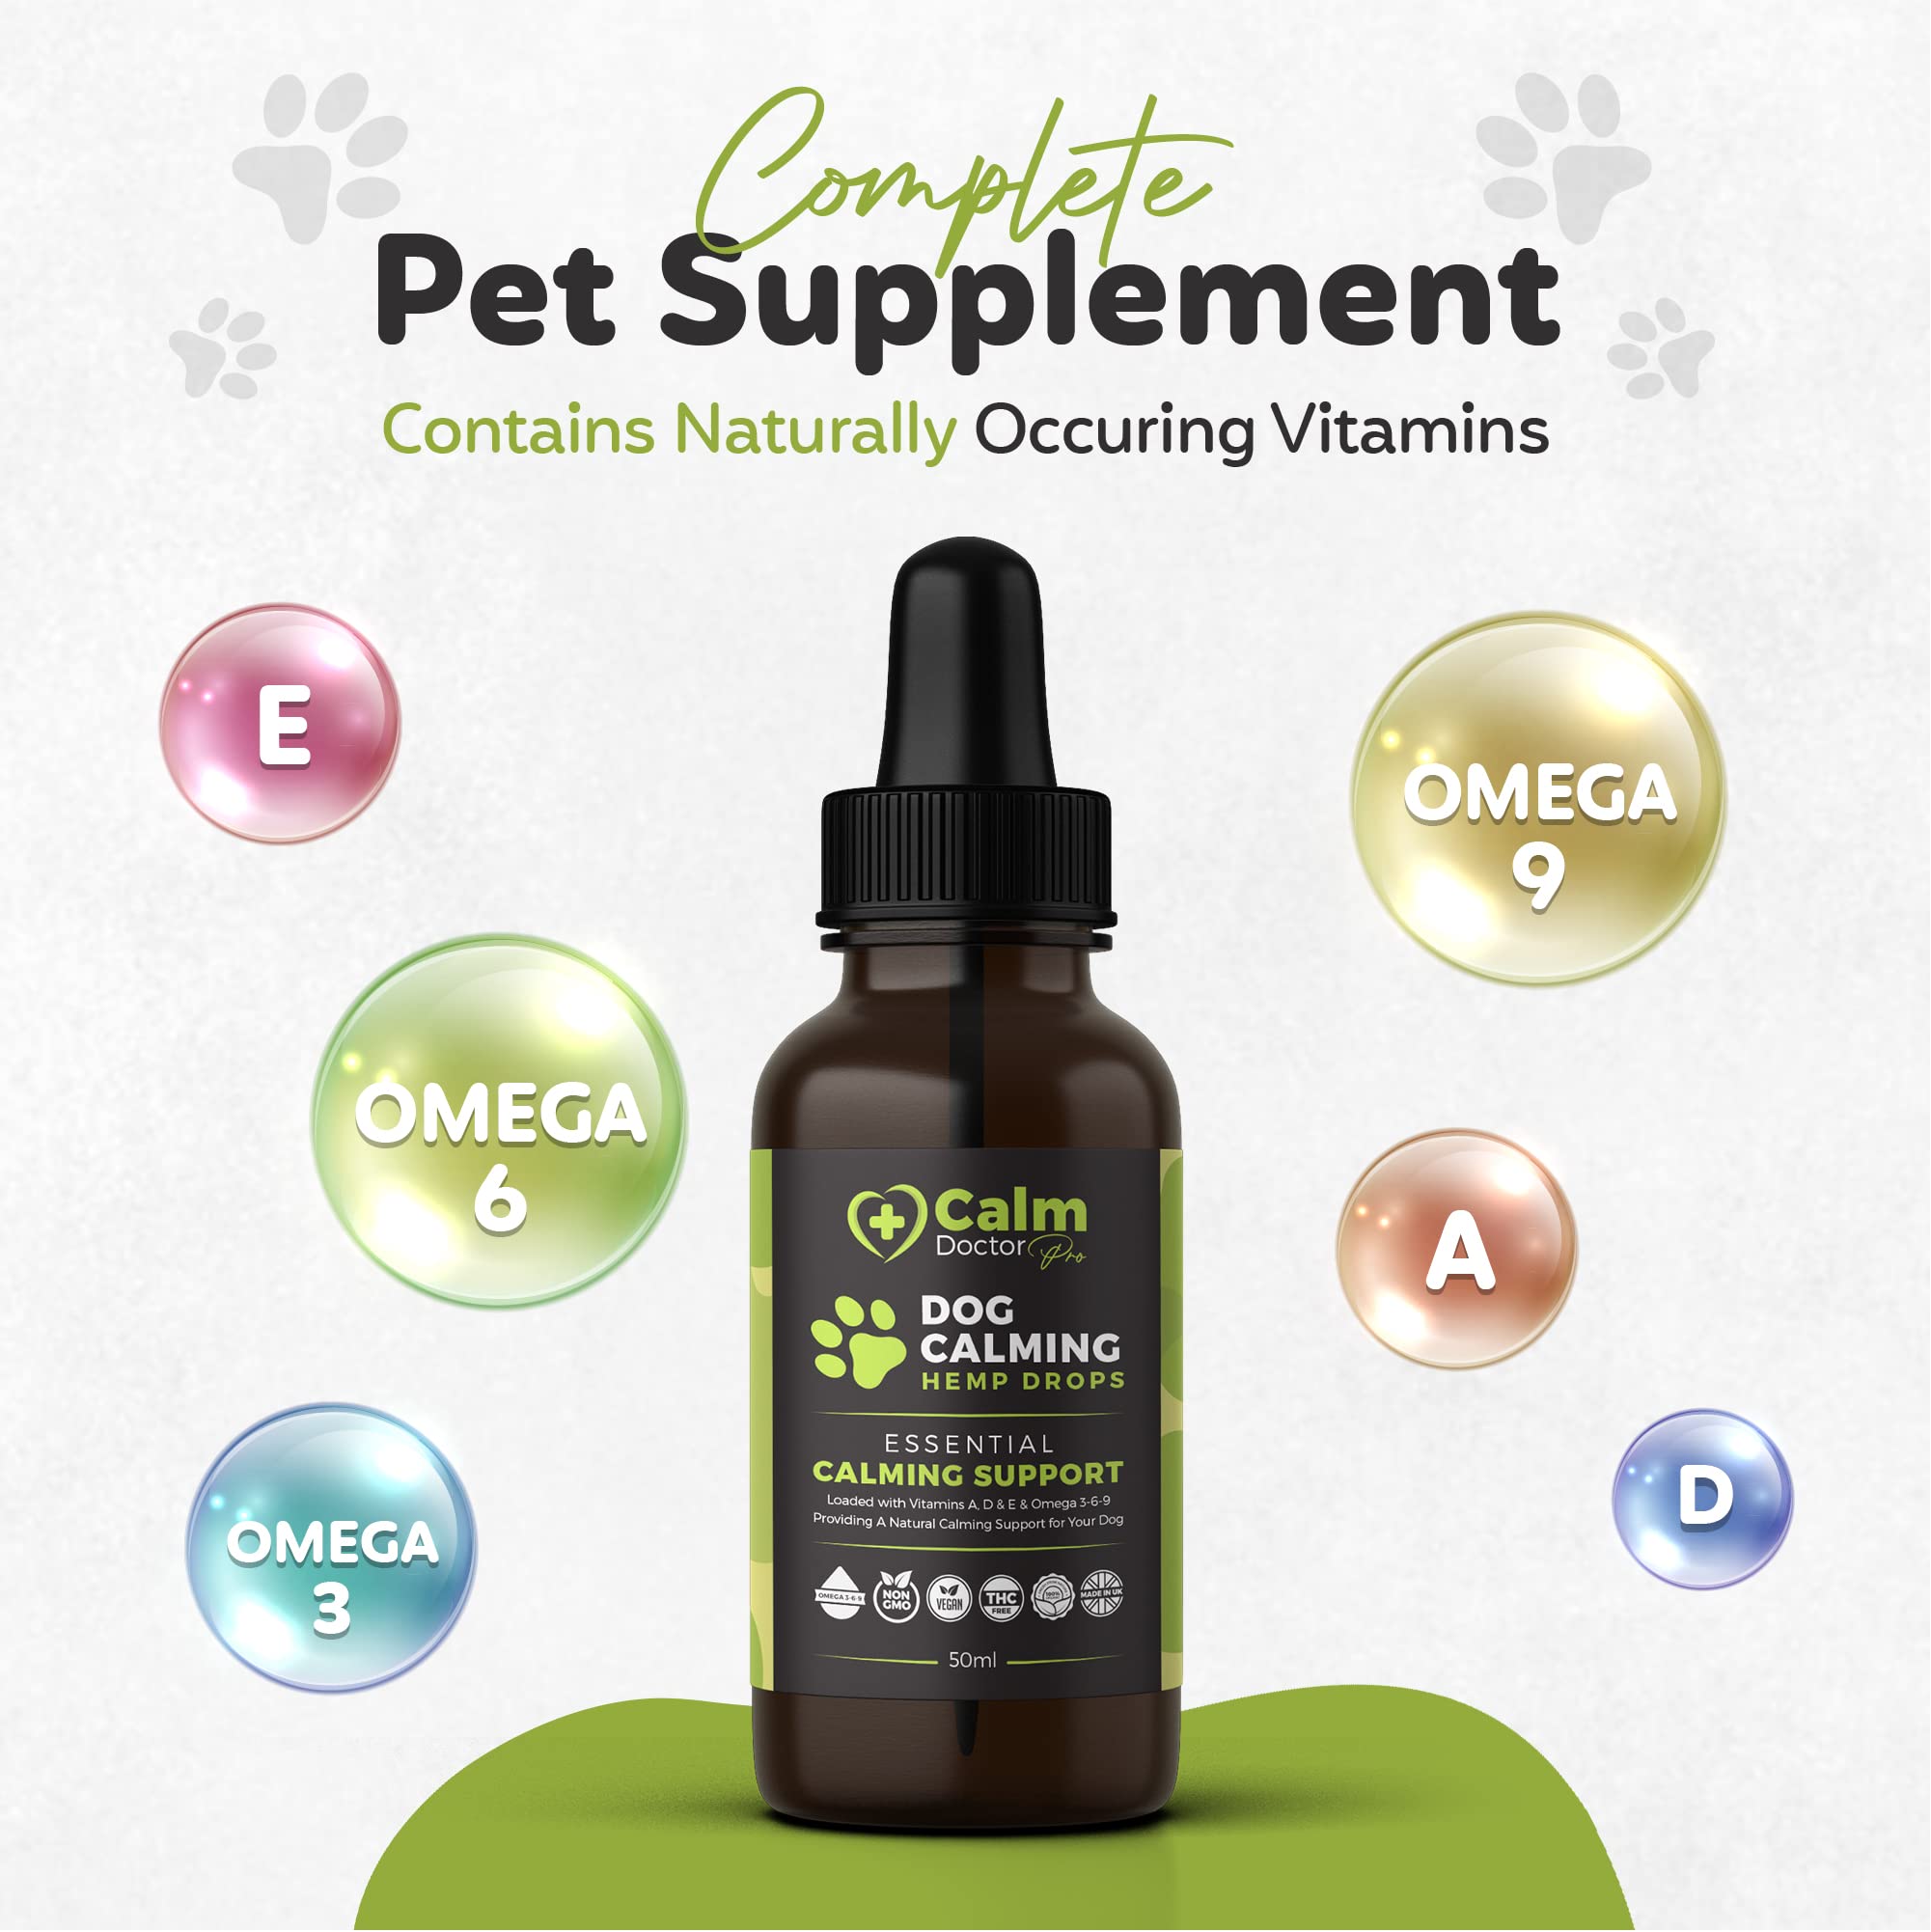 Complete
Pet Supplement
Contains Naturally Occuring Vitamins
E
OMEGA
9
OMEGA
6
A
OMEGA
3
D
Calm
Doctor Pro
DOG
CALMING
HEMP DROPS
ESSENTIAL
CALMING SUPPORT
Loaded with Vitamins A, D & E & Omega 3-6-9
Providing A Natural Calming Support for Your Dog
OMEGA 3-6-9
NON
GMO
VEGAN
THC
FREE
100%
MADE IN UK
50ml